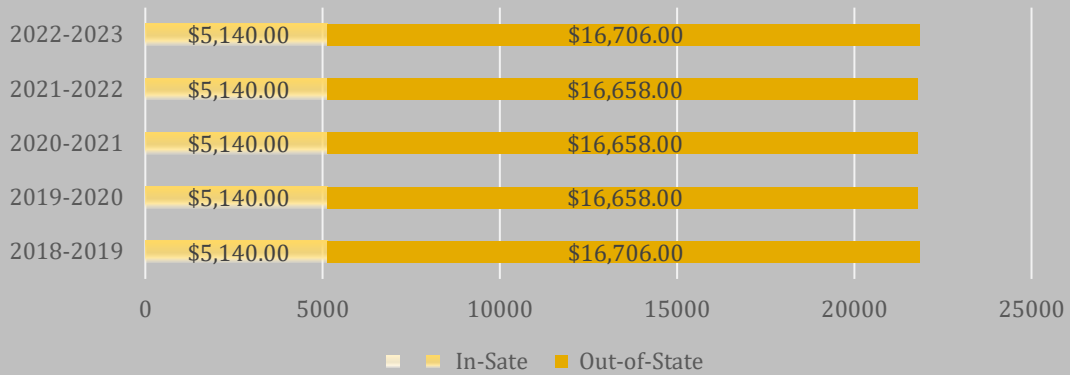 2022-2023 $5,140.00 $16,706.00
2021-2022 $5,140.00 $16,658.00
2020-2021 $5,140.00 $16,658.00
2019-2020 $5,140.00 $16,658.00
2018-2019 $5,140.00 $16,706.00
0 5000 10000 15000 20000 25000
In-Sate Out-of-State